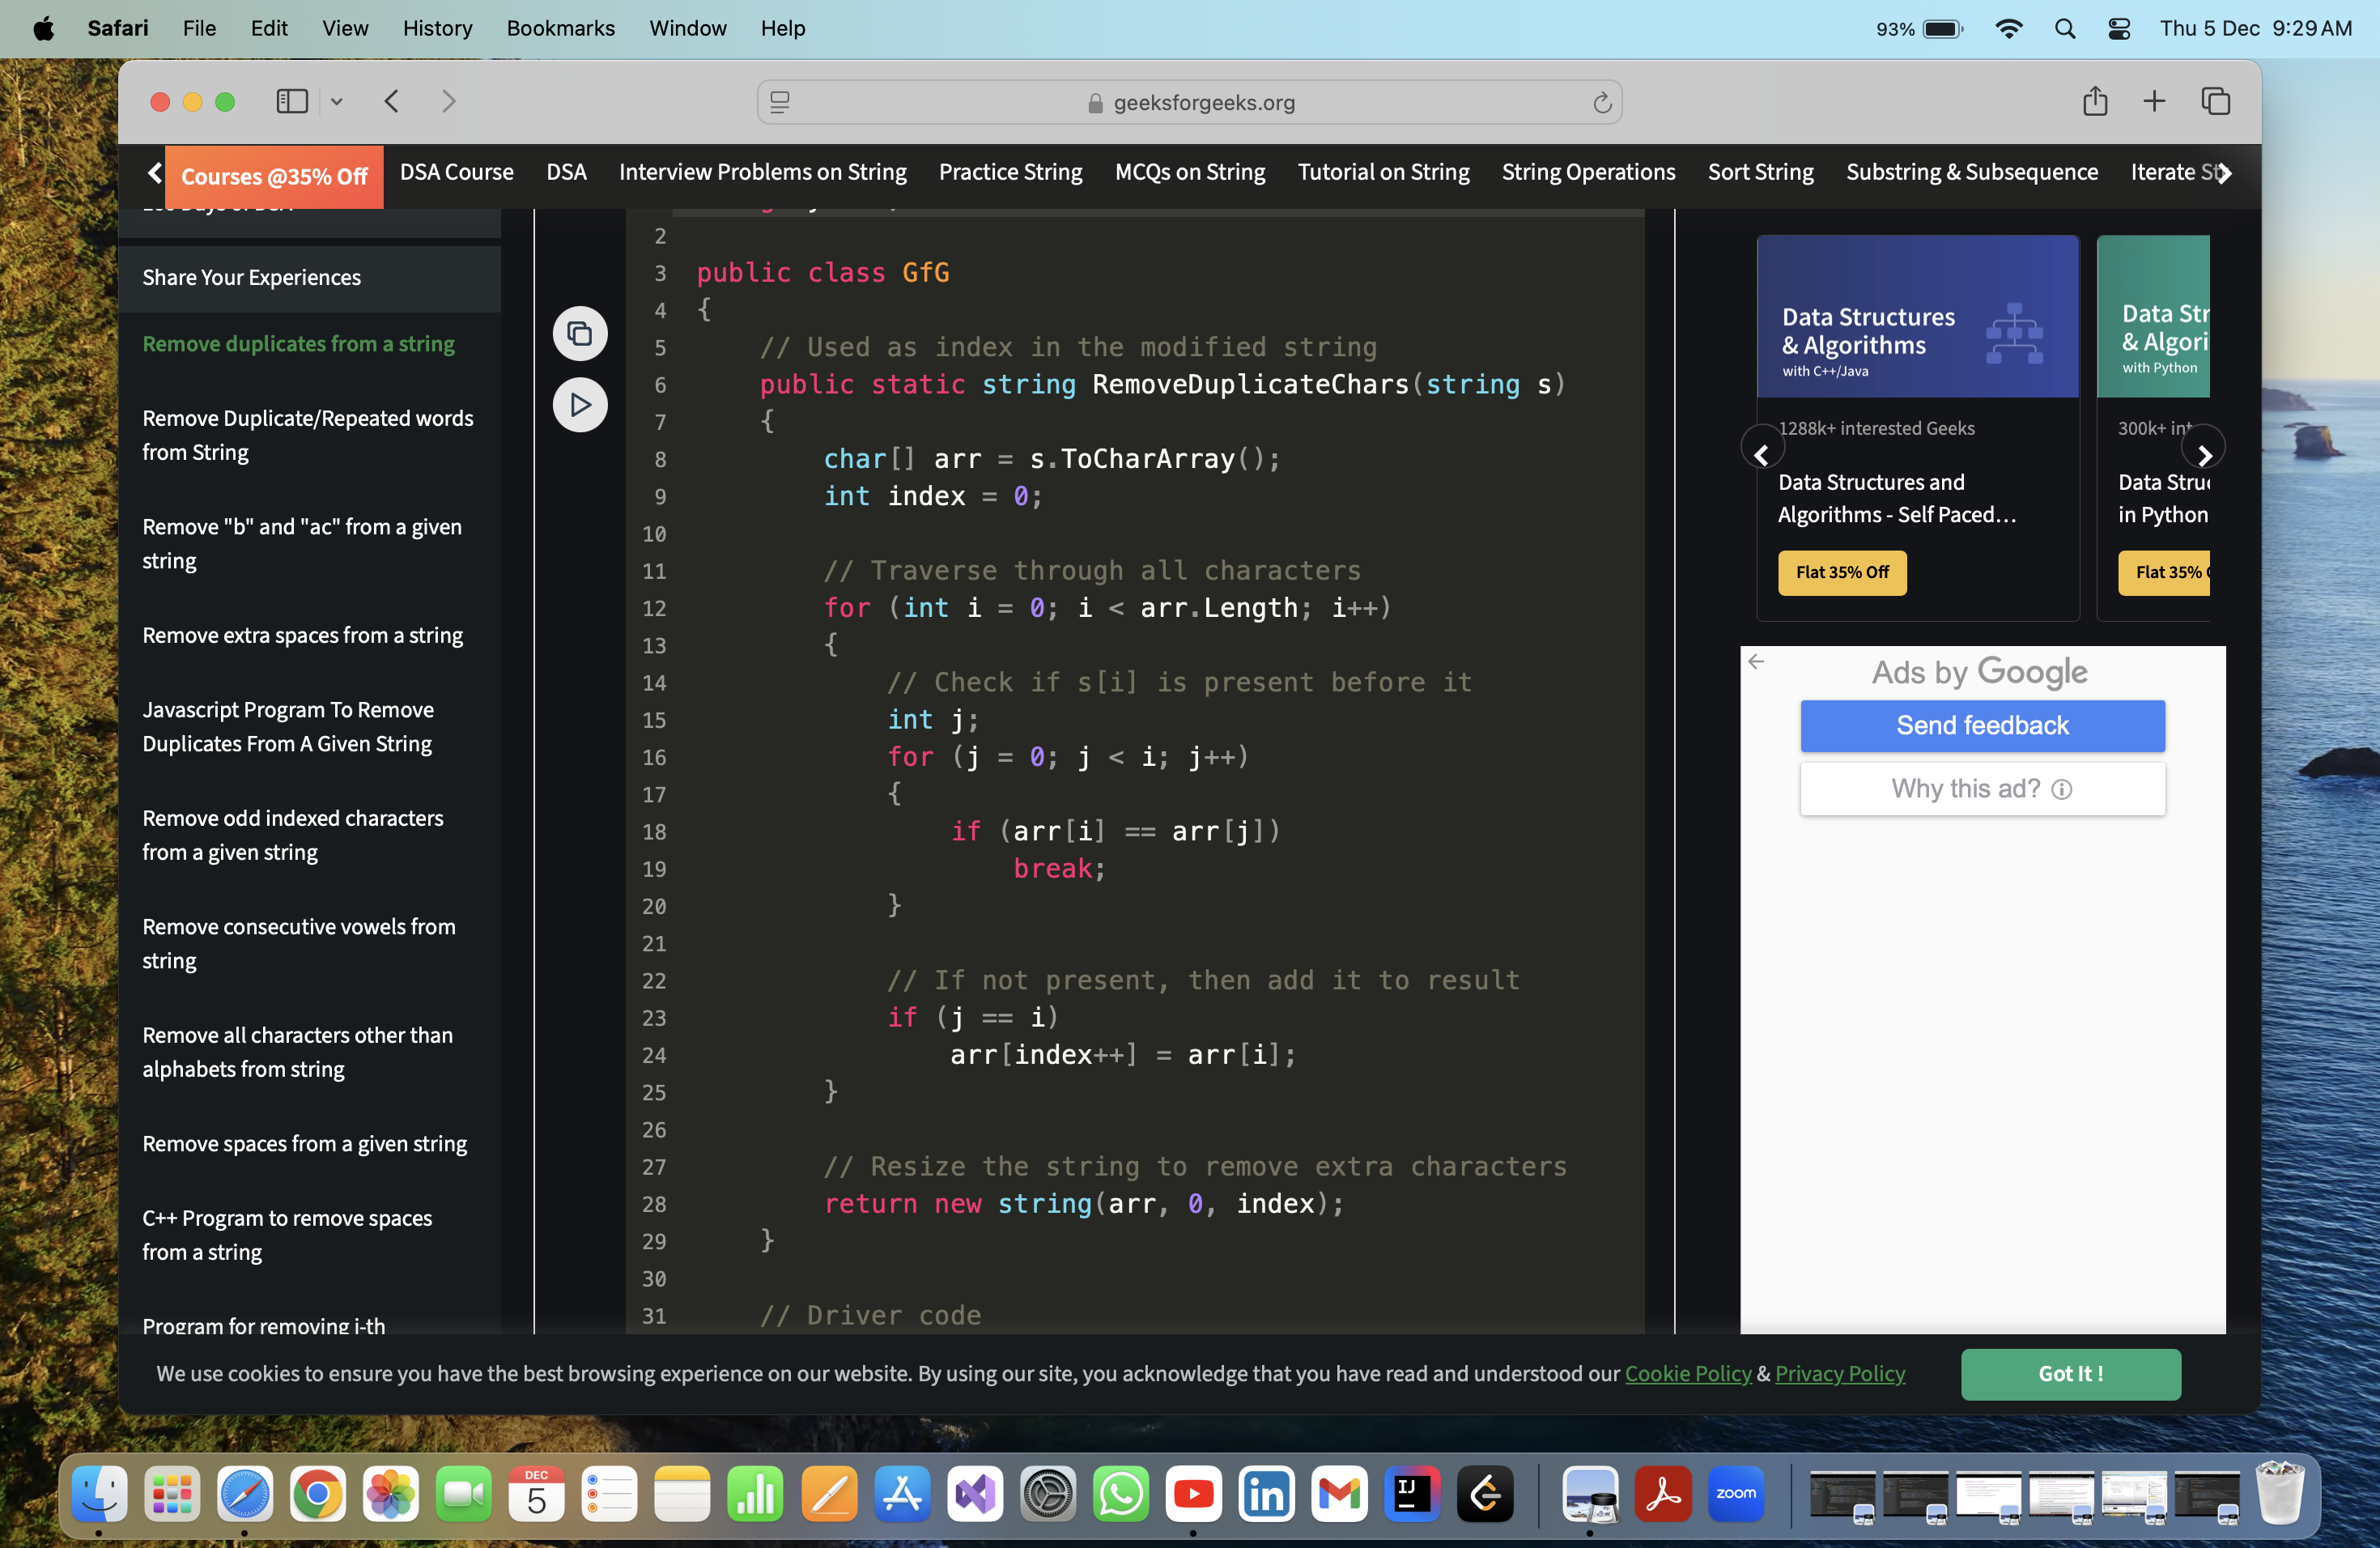 Safari File Edit View History Bookmarks Window Help 93% Thu 5 Dec 9:29 AM
geeksforgeeks.org
Courses @35% Off DSA Course DSA Interview Problems on String Practice String MCQs on String Tutorial on String String Operations Sort String Substring & Subsequence Iterate
Share Your Experiences
Remove duplicates from a string
Remove Duplicate/Repeated words
from String
Remove "b" and "ac" from a given
string
Remove extra spaces from a string
Javascript Program To Remove
Duplicates From A Given String
Remove odd indexed characters
from a given string
Remove consecutive vowels from
string
Remove all characters other than
alphabets from string
Remove spaces from a given string
C++ Program to remove spaces
from a string
Program for removing i-th
2
3 public class GfG
4 {
5 // Used as index in the modified string
6 public static string RemoveDuplicateChars(string s)
7 {
8 char[] arr = s.ToCharArray();
9 int index = 0;
10
11 // Traverse through all characters
12 for (int i = 0; i < arr.Length; i++)
13 {
14 // Check if s[i] is present before it
15 int j;
16 for (j = 0; j < i; j++)
17 {
18 if (arr[i] == arr[j])
19 break;
20 }
21
22 // If not present, then add it to result
23 if (j == i)
24 arr[index++] = arr[i];
25 }
26
27 // Resize the string to remove extra characters
28 return new string(arr, 0, index);
29 }
30
31 // Driver code
Data Structures
& Algorithms
with C++/Java
1288k+ interested Geeks
Data Structures and
Algorithms - Self Paced...
Flat 35% Off
Data Str
& Algori
with Python
300k+ int
Data Stru
in Python
Flat 35%
Ads by Google
Send feedback
Why this ad?
We use cookies to ensure you have the best browsing experience on our website. By using our site, you acknowledge that you have read and understood our Cookie Policy & Privacy Policy
Got It !
DEC
5
in
IJ
zoom